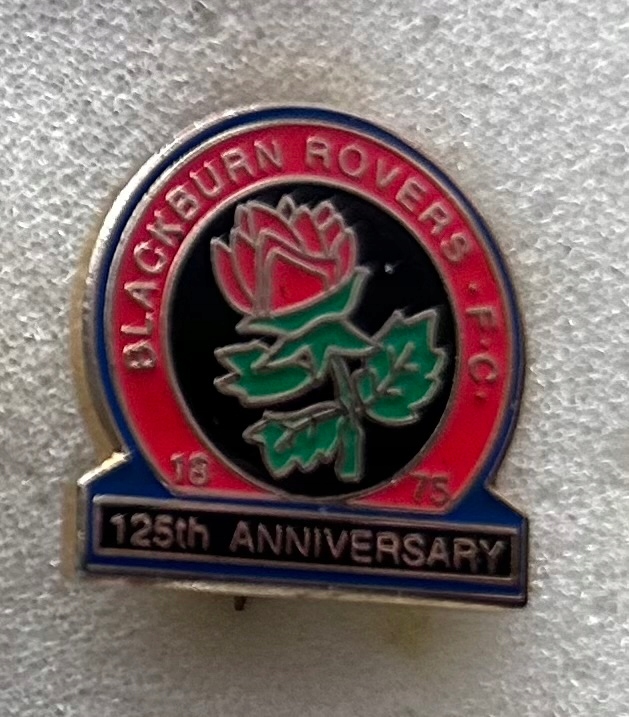 BLACKBURN ROVERS · F·C·
18 75
125th ANNIVERSARY